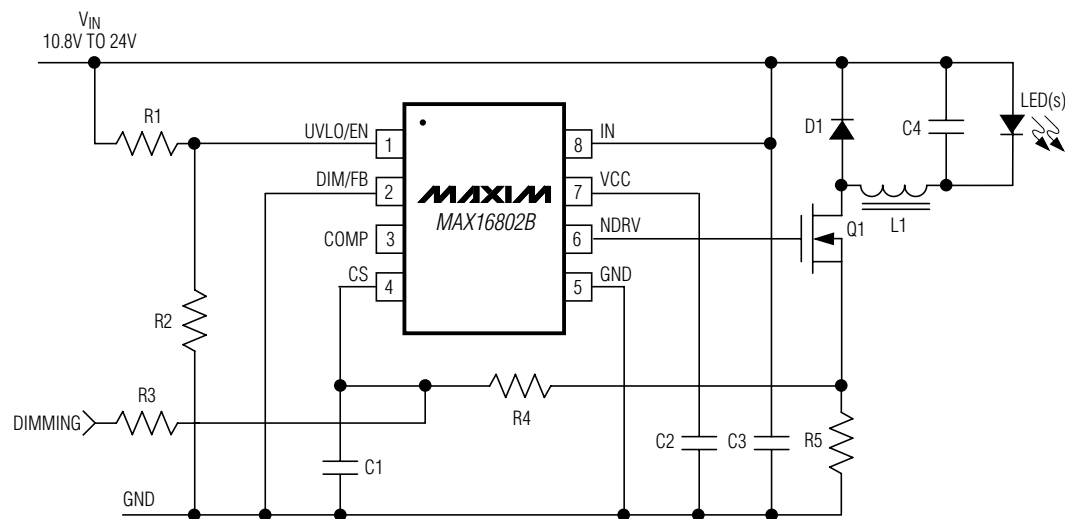 VIN
10.8V TO 24V
R1
UVLO/EN
1
IN
8
D1
C4
LED(s)
DIM/FB
2
MAXIM
MAX16802B
VCC
7
COMP
3
NDRV
6
Q1
L1
CS
4
GND
5
R2
DIMMING
R3
R4
C1
C2
C3
R5
GND